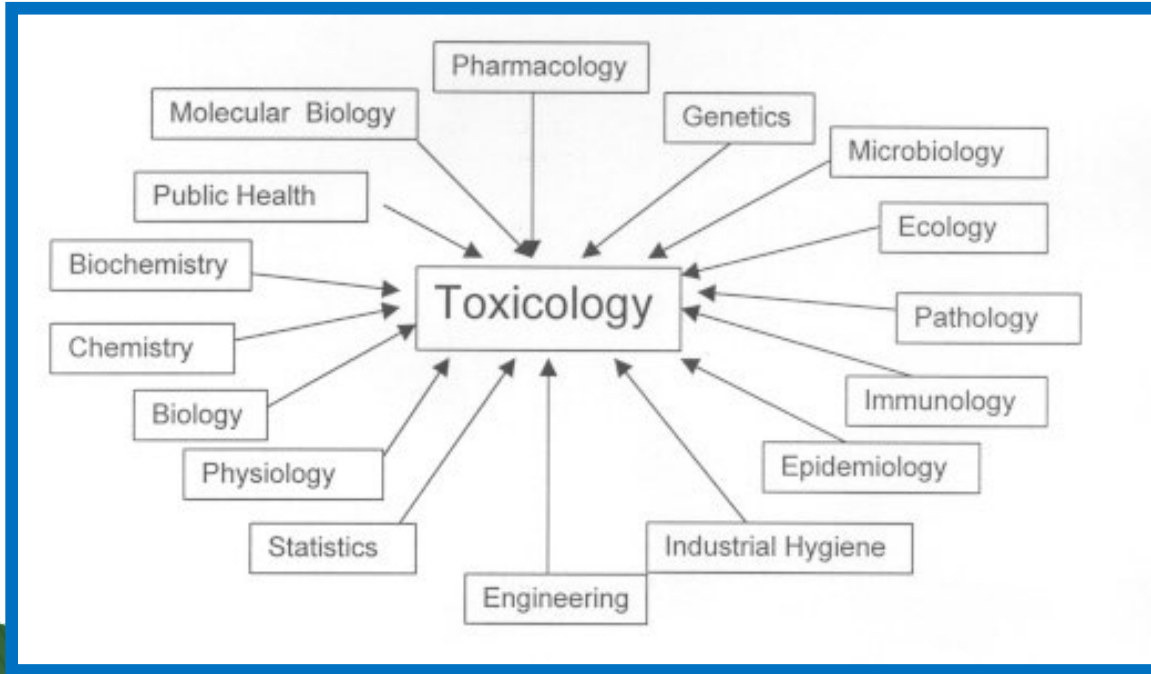 Pharmacology
Molecular Biology
Genetics
Microbiology
Public Health
Ecology
Biochemistry
Toxicology
Pathology
Chemistry
Immunology
Biology
Epidemiology
Physiology
Statistics
Industrial Hygiene
Engineering